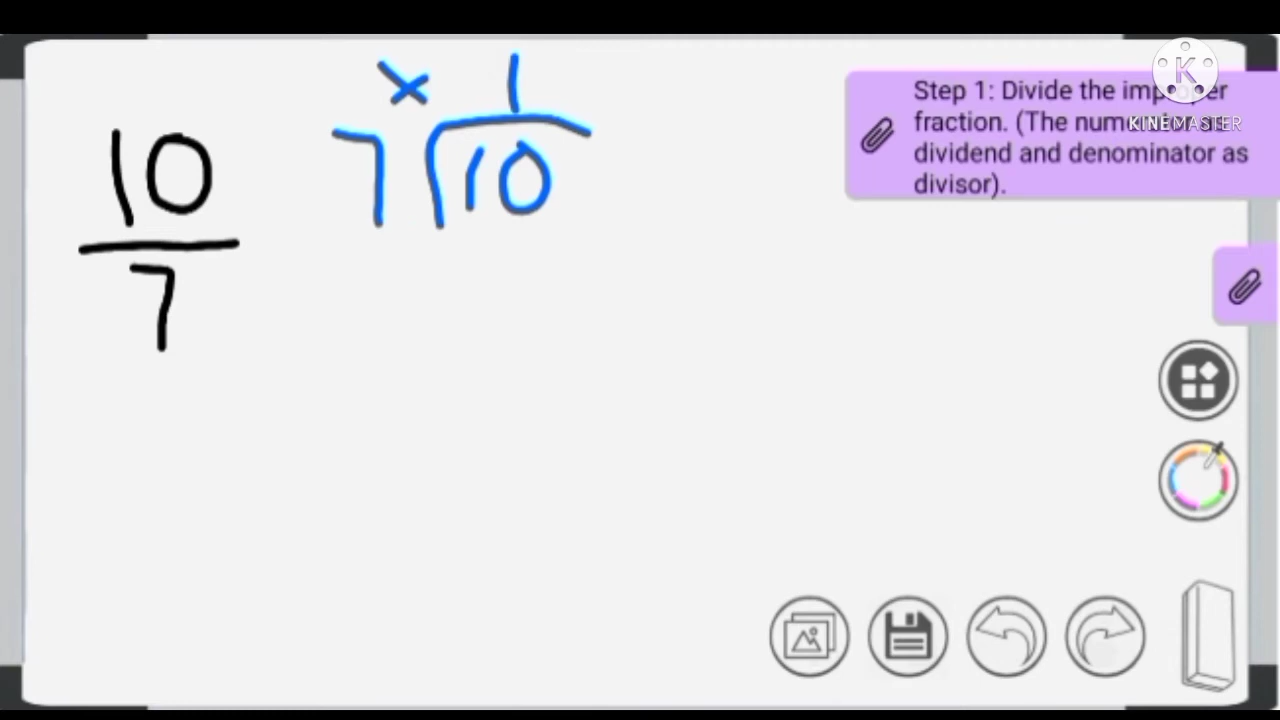 10
7
× 1
7 10
Step 1: Divide the improper
fraction. (The numerator as
dividend and denominator as
divisor).
K
KINEMASTER